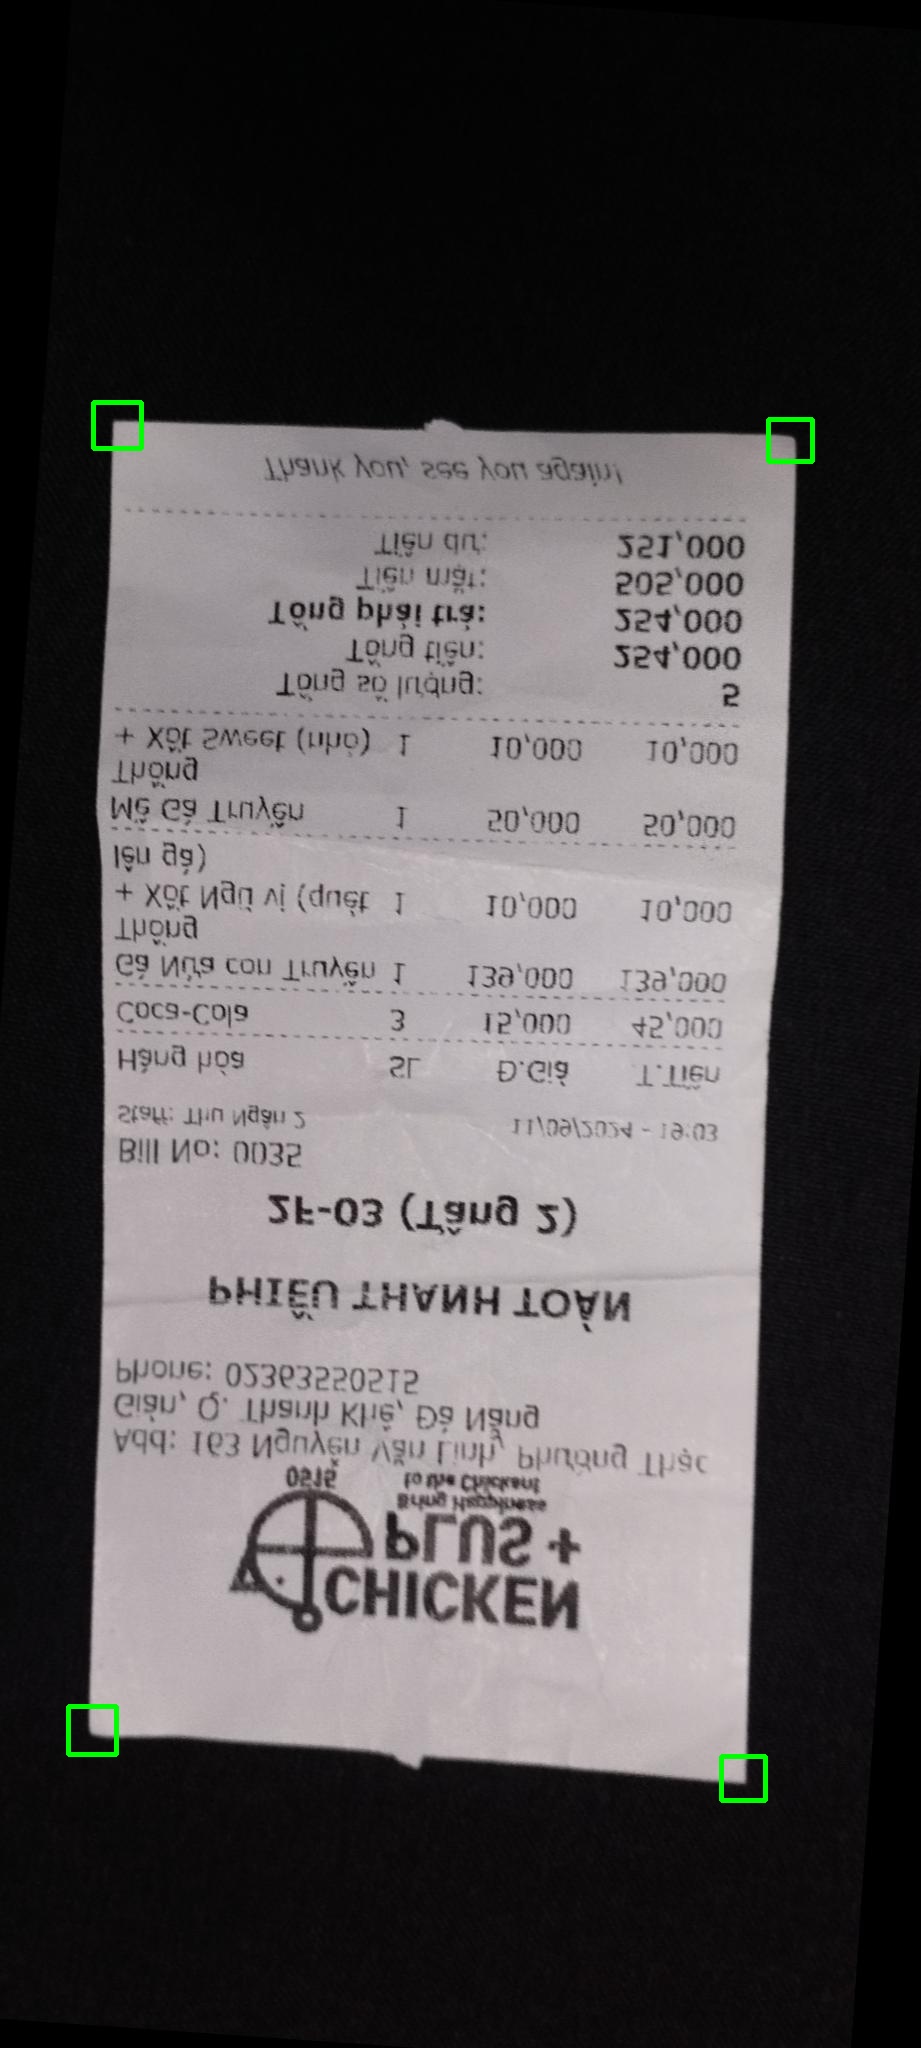 CHICKEN
PLUS +
Bring Happiness
to the Chickent
0515
Add: 163 Nguyễn Văn Linh, Phường Thạc
Gián, Q. Thanh Khê, Đà Nẵng
Phone: 02363550515
PHIẾU THANH TOÁN
2F-03 (Tầng 2)
Bill No: 0035
Staff: Thu Ngân 2 11/09/2024 - 19:03
Hàng hóa SL Đ.Giá T.Tiền
Coca-Cola 3 15,000 45,000
Gà Nửa con Truyền 1 139,000 139,000
Thống
+ Xốt Ngũ vị (quét 1 10,000 10,000
lên gà)
Mề Gà Truyền 1 50,000 50,000
Thống
+ Xốt Sweet (nhỏ) 1 10,000 10,000
Tổng số lượng: 5
Tổng tiền: 254,000
Tổng phải trả: 254,000
Tiền mặt: 505,000
Tiền dư: 251,000
Thank you, see you again!